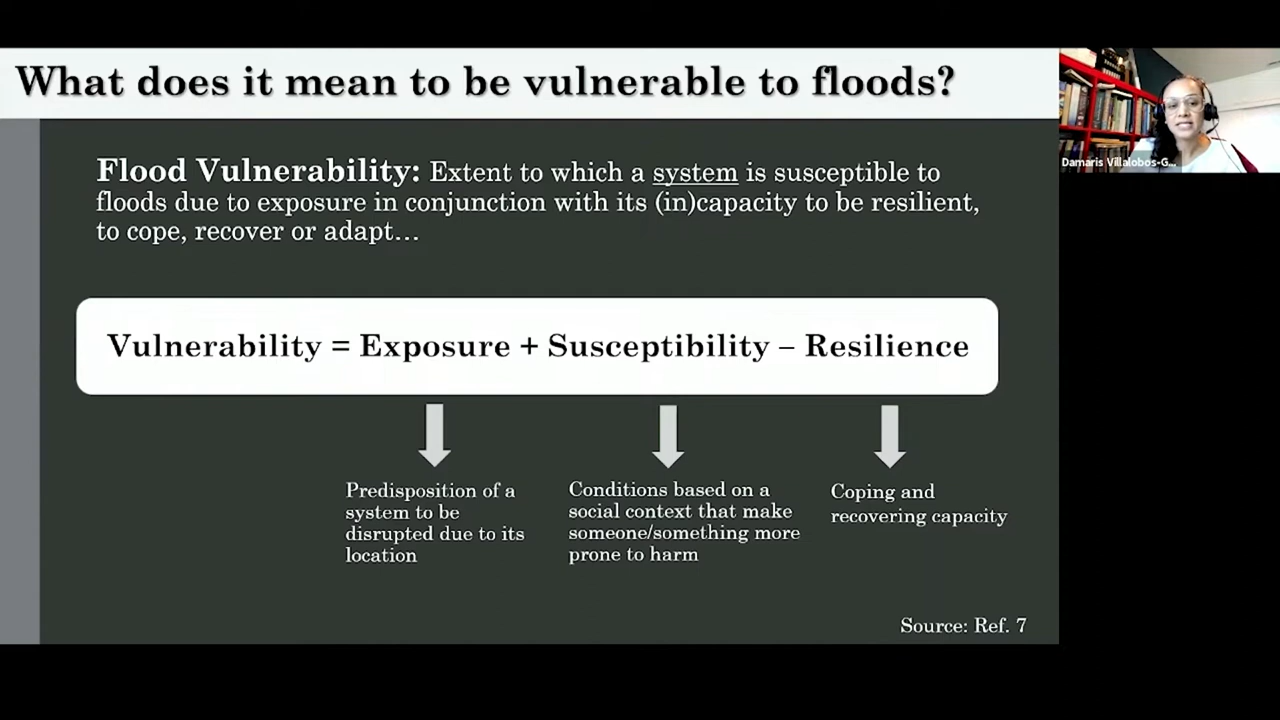 What does it mean to be vulnerable to floods?
Damaris Villalobos-G...
Flood Vulnerability: Extent to which a system is susceptible to
floods due to exposure in conjunction with its (in)capacity to be resilient,
to cope, recover or adapt…
Vulnerability = Exposure + Susceptibility – Resilience
Predisposition of a
system to be
disrupted due to its
location
Conditions based on a
social context that make
someone/something more
prone to harm
Coping and
recovering capacity
Source: Ref. 7